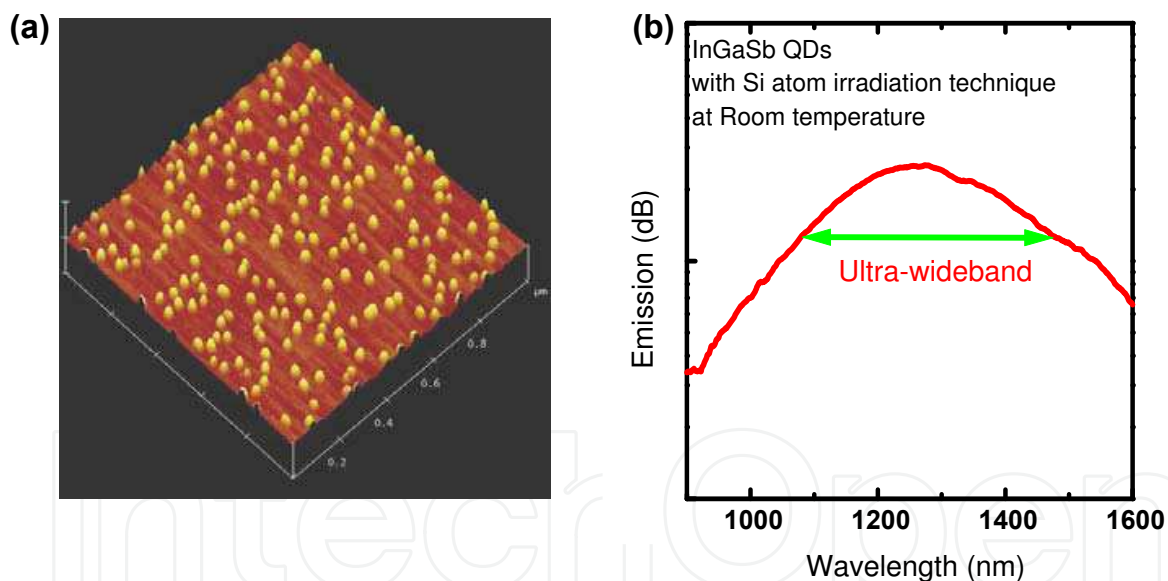 (a)
µm
0.8
0.6
0.4
0.2
(b)
InGaSb QDs
with Si atom irradiation technique
at Room temperature
Ultra-wideband
Emission (dB)
1000 1200 1400 1600
Wavelength (nm)
IntechOpen